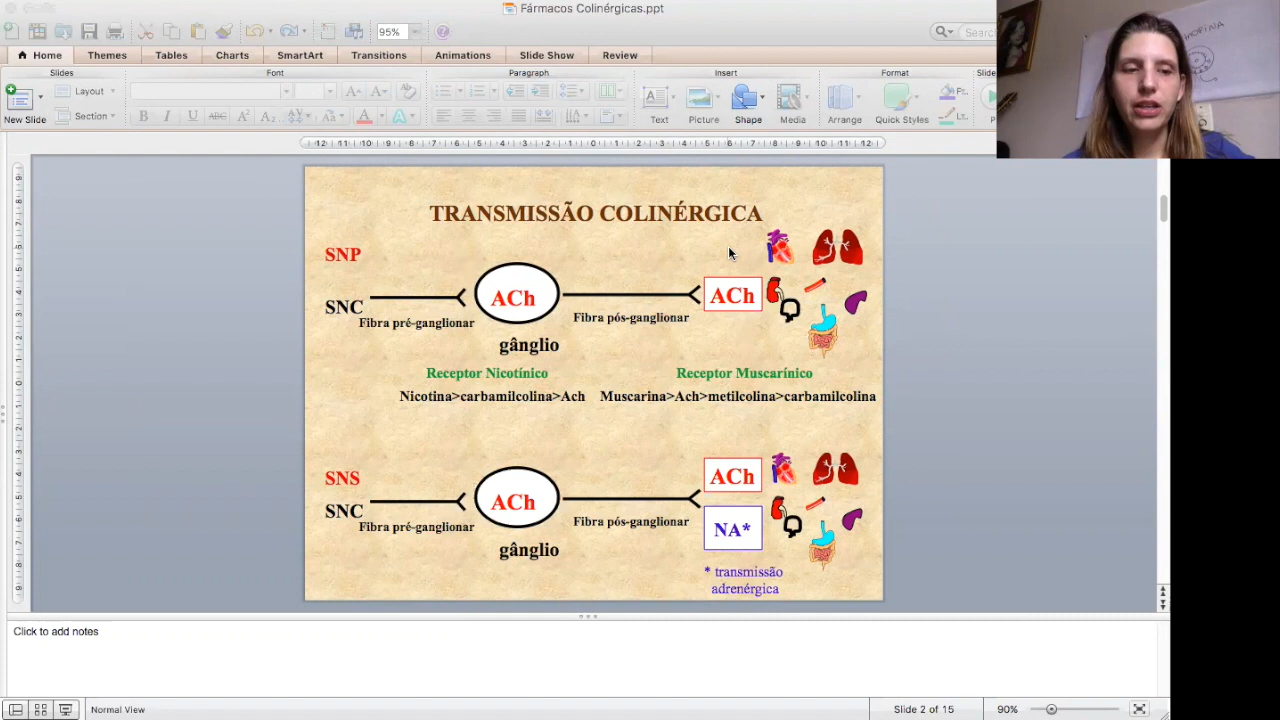 Fármacos Colinérgicas.ppt
95%
Home Themes Tables Charts SmartArt Transitions Animations Slide Show Review
Slides Font Paragraph Insert Format
New Slide Layout Section
B I U ABC A² A₂
Text Picture Shape Media Arrange Quick Styles
TRANSMISSÃO COLINÉRGICA
SNP
SNC
Fibra pré-ganglionar
ACh
gânglio
Fibra pós-ganglionar
ACh
Receptor Nicotínico
Receptor Muscarínico
Nicotina>carbamilcolina>Ach
Muscarina>Ach>metilcolina>carbamilcolina
SNS
SNC
Fibra pré-ganglionar
ACh
gânglio
Fibra pós-ganglionar
ACh
NA*
* transmissão
adrenérgica
Click to add notes
Normal View
Slide 2 of 15
90%